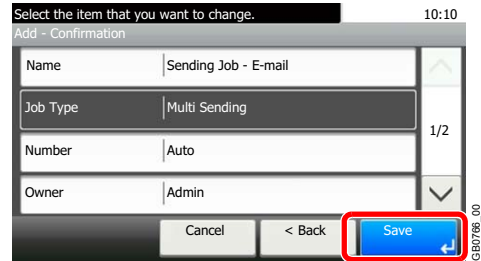 Select the item that you want to change. 10:10
Add - Confirmation
Name Sending Job - E-mail
Job Type Multi Sending
1/2
Number Auto
Owner Admin
Cancel < Back Save
GB0766_00